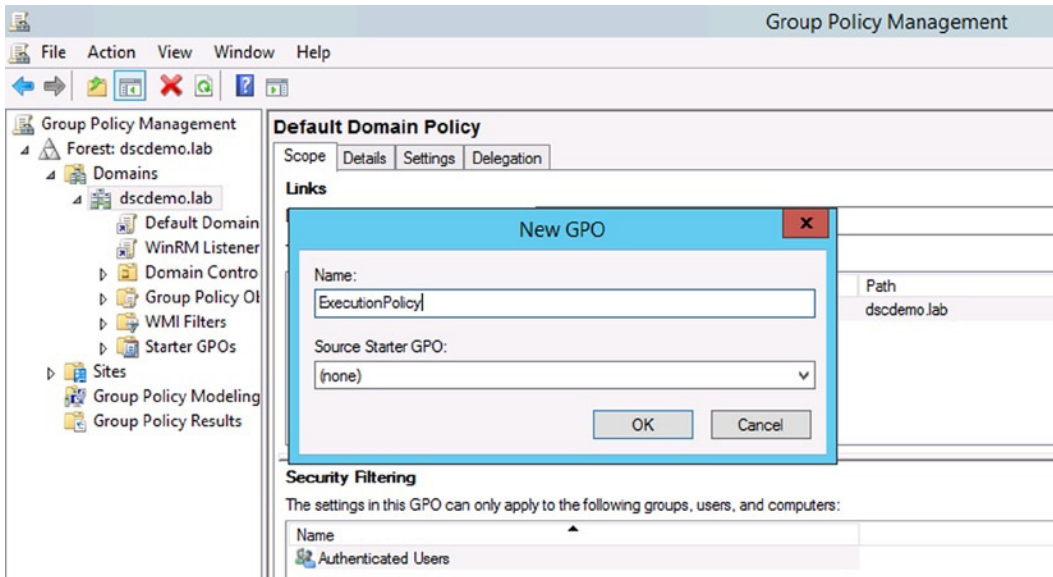 Group Policy Management
File Action View Window Help
Group Policy Management
Forest: dscdemo.lab
Domains
dscdemo.lab
Default Domain
WinRM Listener
Domain Contro
Group Policy Ob
WMI Filters
Starter GPOs
Sites
Group Policy Modeling
Group Policy Results
Default Domain Policy
Scope Details Settings Delegation
Links
New GPO
x
Name:
ExecutionPolicy
Source Starter GPO:
(none)
OK Cancel
Path
dscdemo.lab
Security Filtering
The settings in this GPO can only apply to the following groups, users, and computers:
Name
Authenticated Users